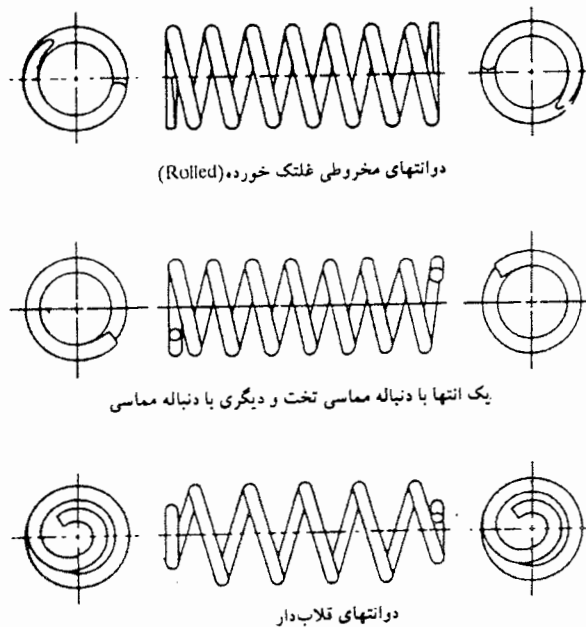 دوانتهای مخروطی غلتک خورده(Rolled)
یک انتها با دنباله مماسی تخت و دیگری با دنباله مماسی
دوانتهای قلاب‌دار